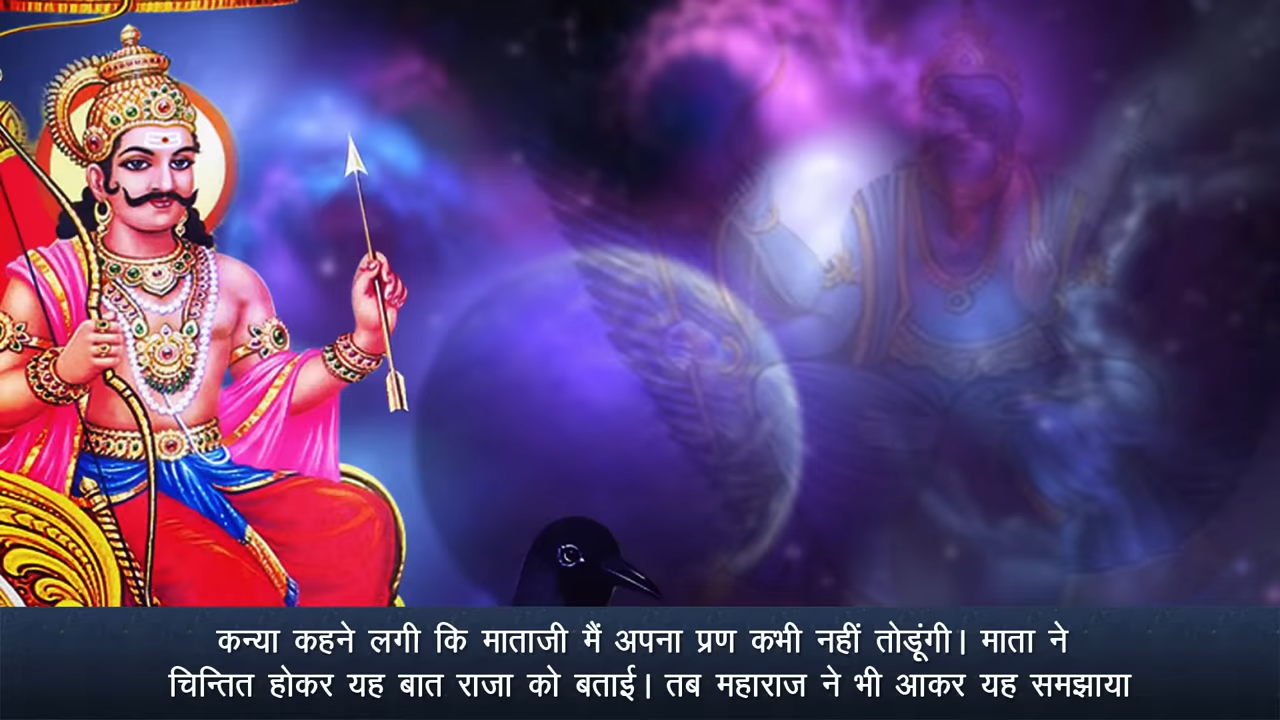 कन्या कहने लगी कि माताजी मैं अपना प्रण कभी नहीं तोडूंगी। माता ने
चिन्तित होकर यह बात राजा को बताई। तब महाराज ने भी आकर यह समझाया